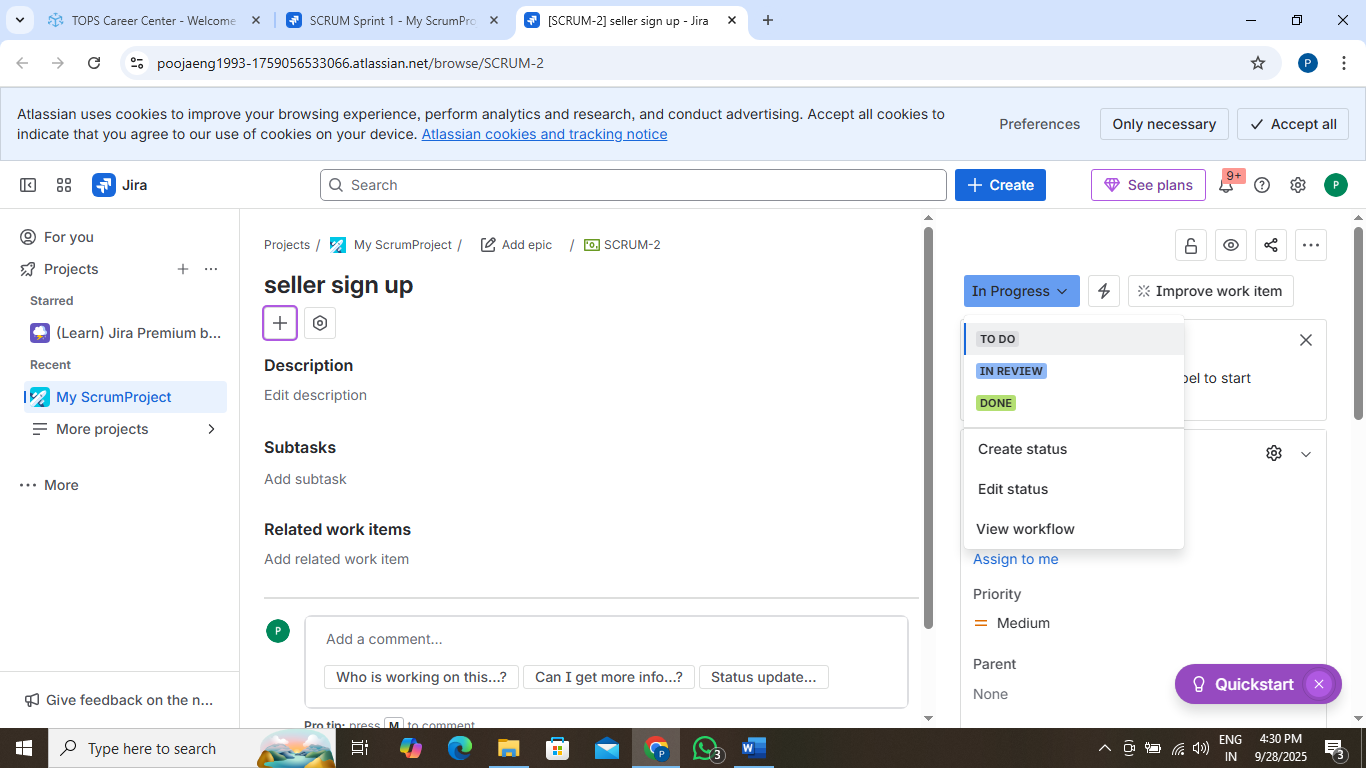 TOPS Career Center - Welcome
SCRUM Sprint 1 - My ScrumPro
[SCRUM-2] seller sign up - Jira
poojaeng1993-1759056533066.atlassian.net/browse/SCRUM-2
P
Atlassian uses cookies to improve your browsing experience, perform analytics and research, and conduct advertising. Accept all cookies to
indicate that you agree to our use of cookies on your device. Atlassian cookies and tracking notice
Preferences
Only necessary
Accept all
Jira
Search
Create
See plans
9+
P
For you
Projects
Starred
(Learn) Jira Premium b...
Recent
My ScrumProject
More projects
More
Give feedback on the n...
Projects / My ScrumProject / Add epic / SCRUM-2
seller sign up
Description
Edit description
Subtasks
Add subtask
Related work items
Add related work item
P
Add a comment...
Who is working on this...?
Can I get more info...?
Status update...
Pro tip: press M to comment
In Progress
Improve work item
TO DO
IN REVIEW
DONE
Create status
Edit status
View workflow
to start
Assign to me
Priority
Medium
Parent
None
Quickstart
Type here to search
P
3
W
ENG
IN
4:30 PM
9/28/2025
3